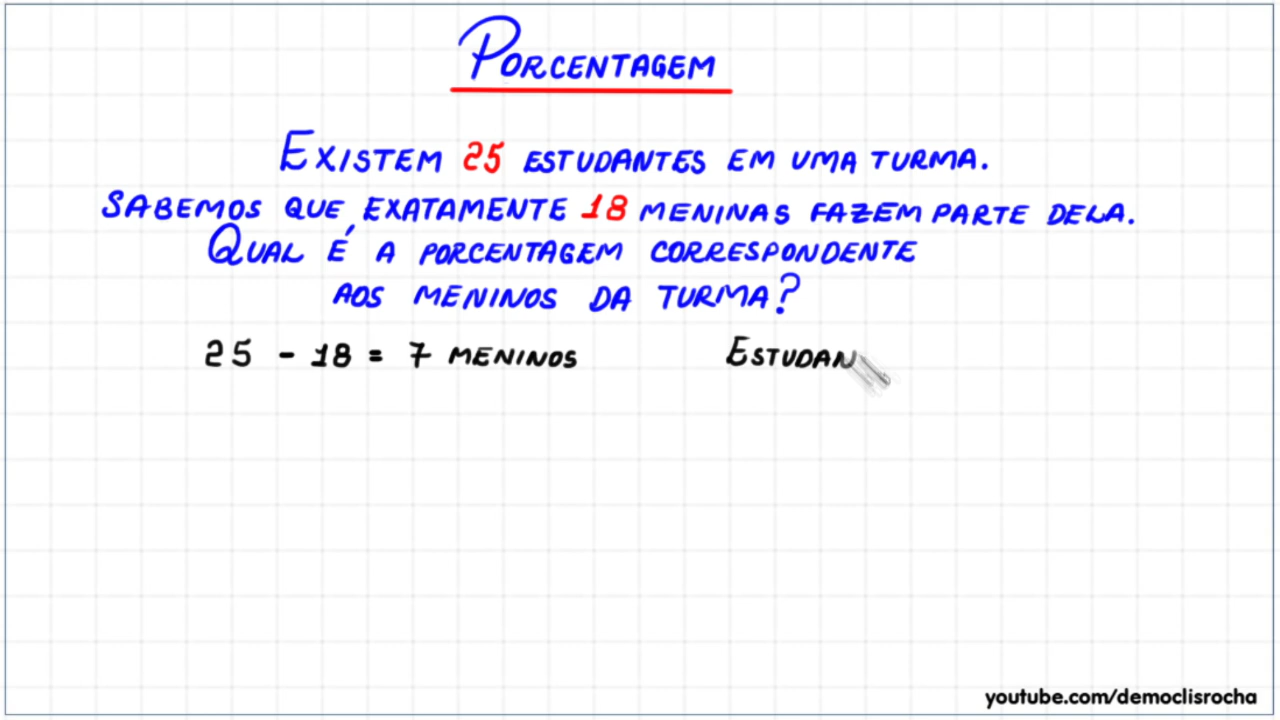 PORCENTAGEM
EXISTEM 25 ESTUDANTES EM UMA TURMA.
SABEMOS QUE EXATAMENTE 18 MENINAS FAZEM PARTE DELA.
QUAL É A PORCENTAGEM CORRESPONDENTE
AOS MENINOS DA TURMA?
25 - 18 = 7 MENINOS ESTUDAN
youtube.com/democlisrocha